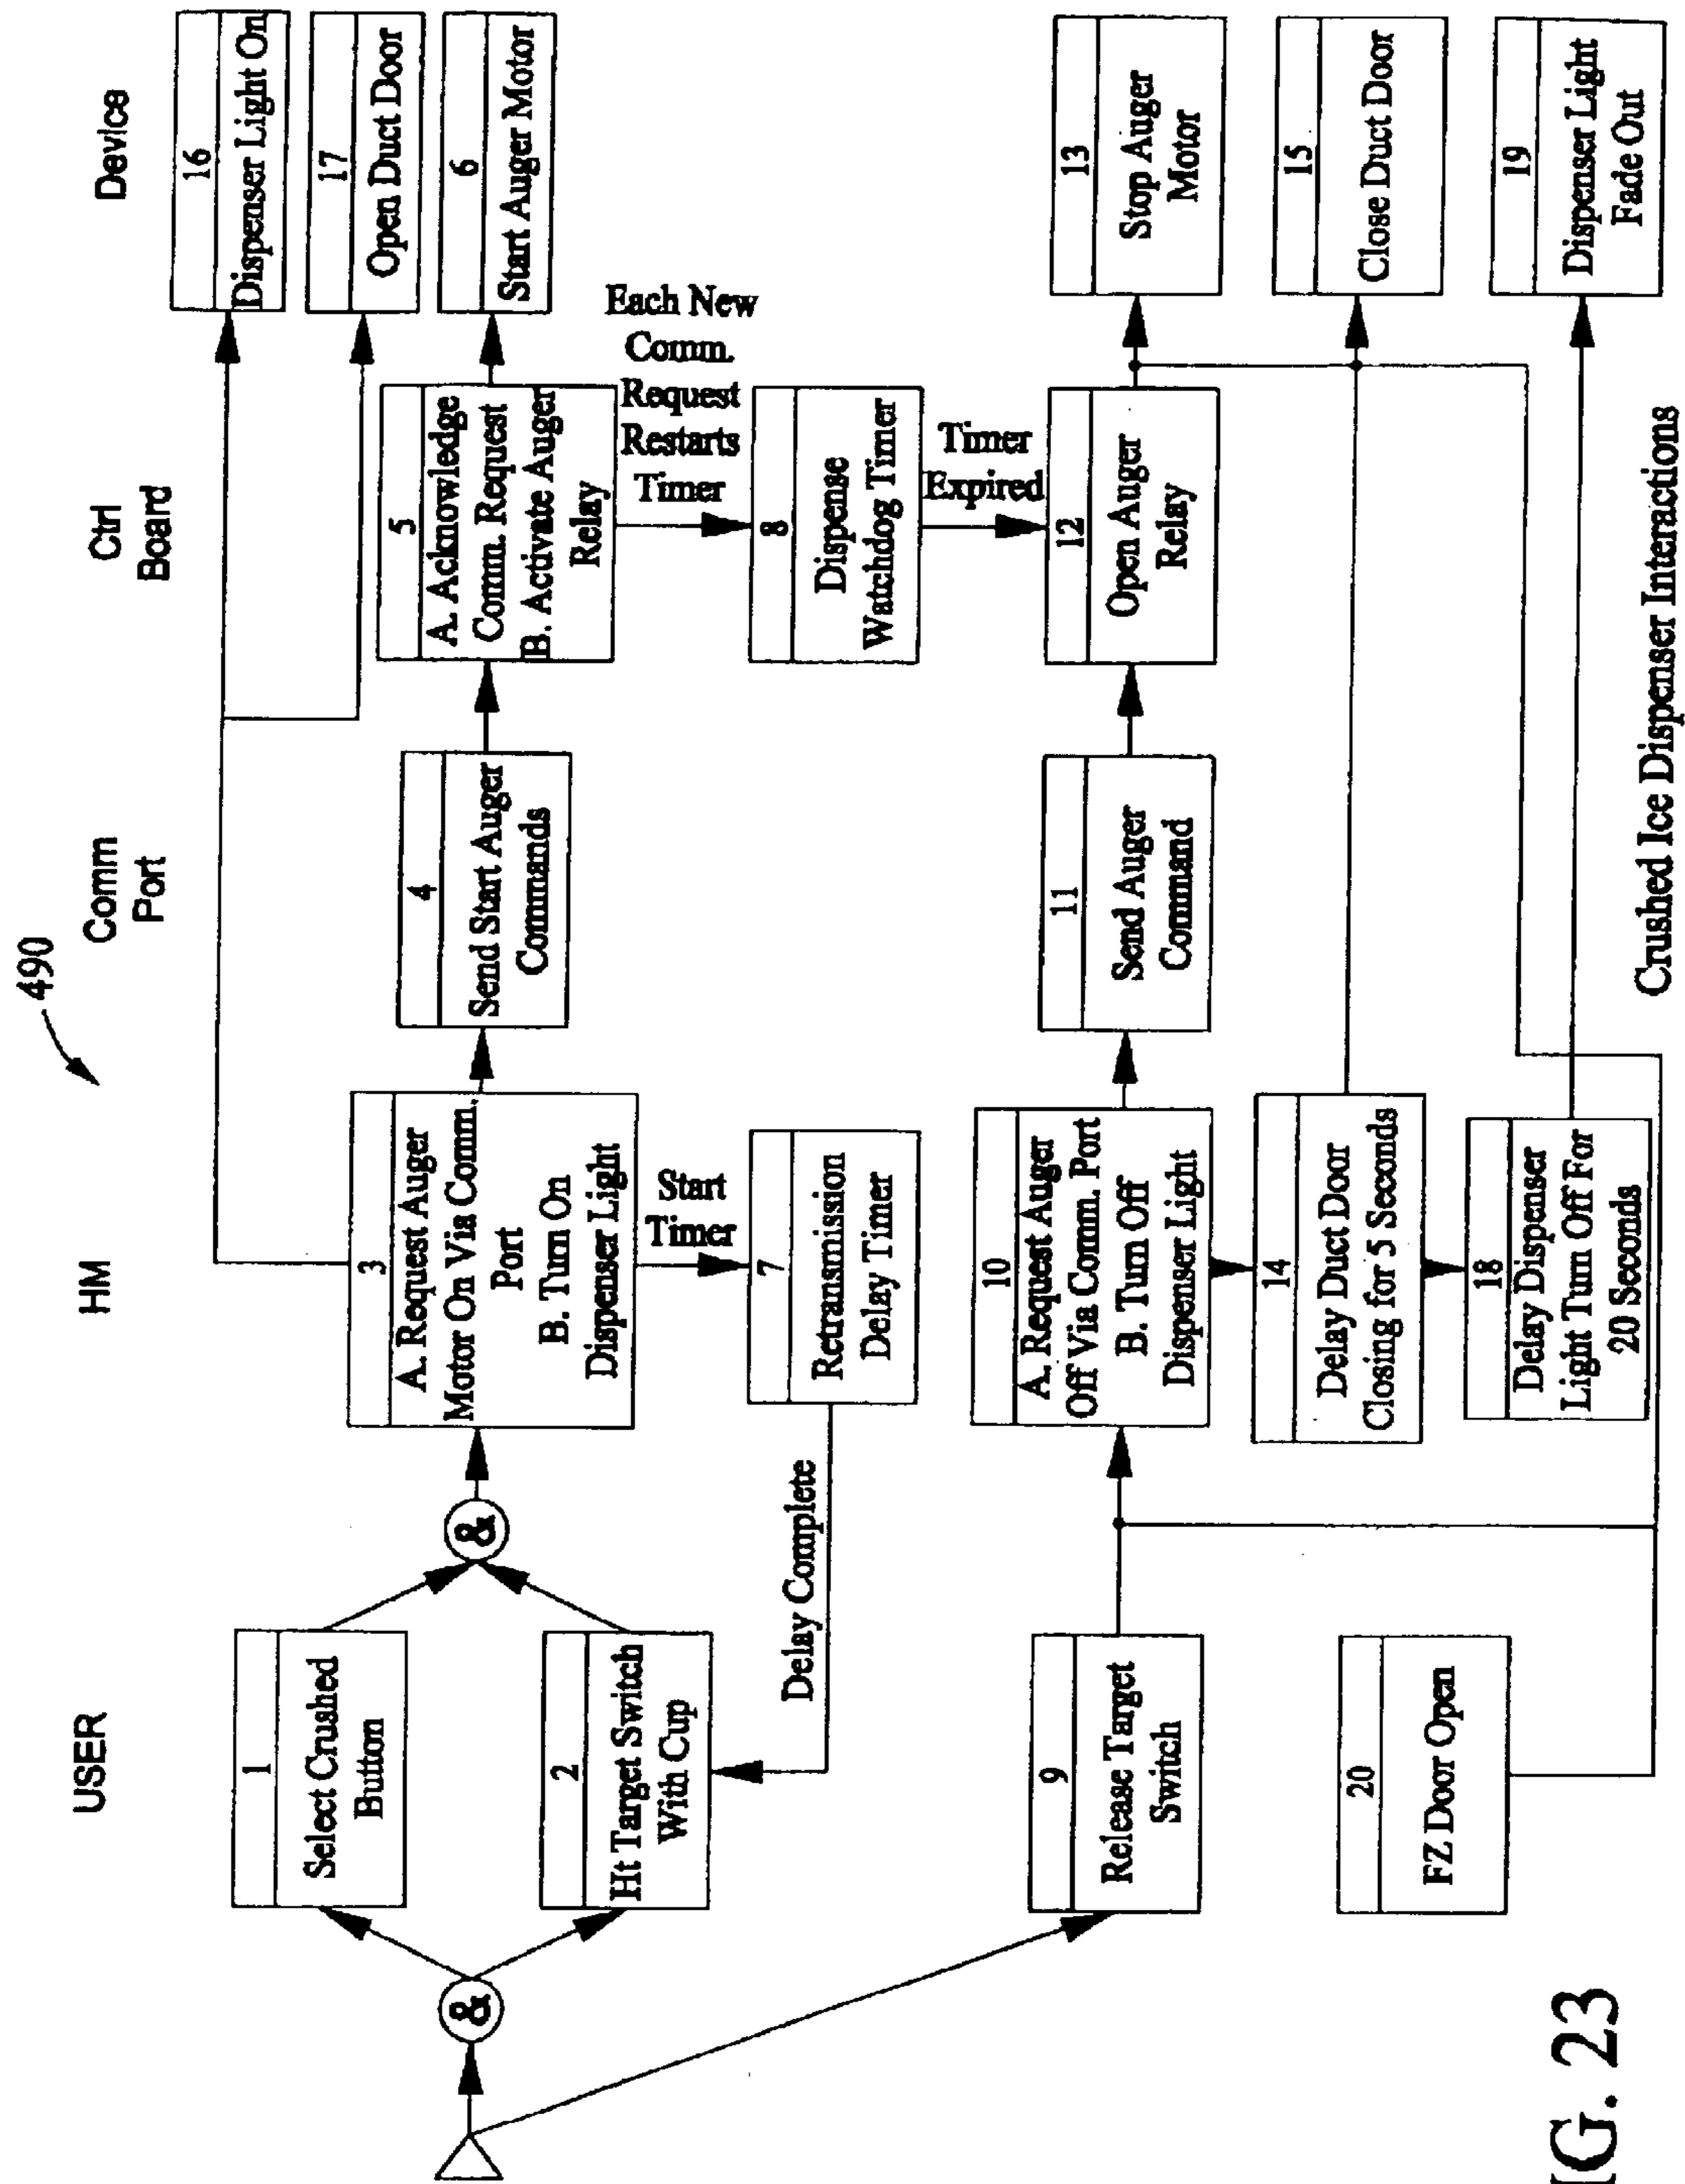 490
USER
HM
Comm
Port
Ctrl
Board
Device
16
Dispenser Light On
17
Open Duct Door
1
Select Crushed
Button
&
&
2
Ht Target Switch
With Cup
3
A. Request Auger
Motor On Via Comm.
Port
B. Turn On
Dispenser Light
4
Send Start Auger
Commands
5
A. Acknowledge
Comm. Request
B. Activate Auger
Relay
6
Start Auger Motor
Start
Timer
Each New
Comm.
Request
Restarts
Timer
Delay Complete
7
Retransmission
Delay Timer
8
Dispense
Watchdog Timer
Timer
Expired
9
Release Target
Switch
10
A. Request Auger
Off Via Comm. Port
B. Turn Off
Dispenser Light
11
Send Auger
Command
12
Open Auger
Relay
13
Stop Auger
Motor
20
FZ Door Open
14
Delay Duct Door
Closing for 5 Seconds
15
Close Duct Door
18
Delay Dispenser
Light Turn Off For
20 Seconds
19
Dispenser Light
Fade Out
Crushed Ice Dispenser Interactions
IG. 23